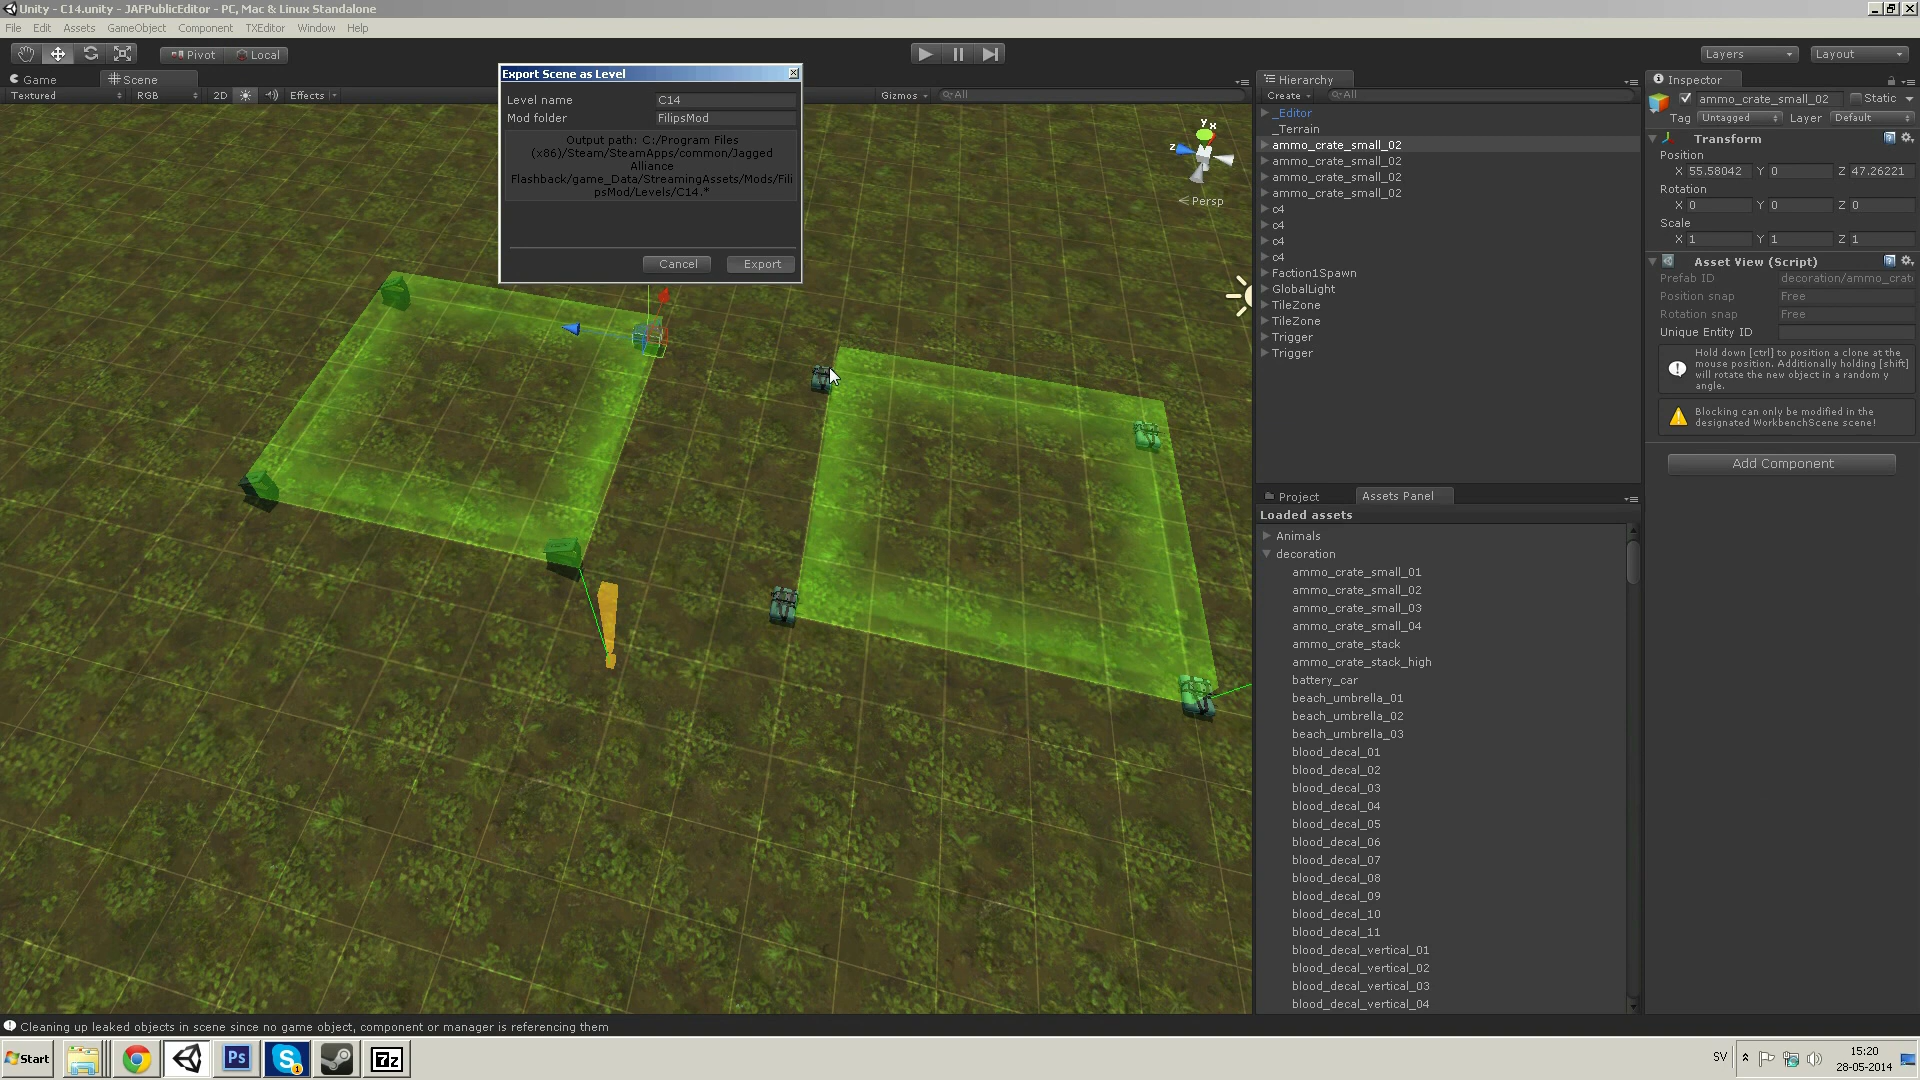 Unity - C14.unity - JAFPublicEditor - PC, Mac & Linux Standalone
File Edit Assets GameObject Component TXEditor Window Help
Pivot Local
Layers Layout
Game Scene
Textured RGB 2D Effects Gizmos All
Export Scene as Level
Level name C14
Mod folder FilipsMod
Output path: C:/Program Files
(x86)/Steam/SteamApps/common/Jagged
Alliance
Flashback/game_Data/StreamingAssets/Mods/Fil
ipsMod/Levels/C14.*
Cancel Export
y x
z
Persp
Hierarchy
Create All
_Editor
_Terrain
ammo_crate_small_02
ammo_crate_small_02
ammo_crate_small_02
ammo_crate_small_02
c4
c4
c4
c4
Faction1Spawn
GlobalLight
TileZone
TileZone
Trigger
Trigger
Project Assets Panel
Loaded assets
Animals
decoration
ammo_crate_small_01
ammo_crate_small_02
ammo_crate_small_03
ammo_crate_small_04
ammo_crate_stack
ammo_crate_stack_high
battery_car
beach_umbrella_01
beach_umbrella_02
beach_umbrella_03
blood_decal_01
blood_decal_02
blood_decal_03
blood_decal_04
blood_decal_05
blood_decal_06
blood_decal_07
blood_decal_08
blood_decal_09
blood_decal_10
blood_decal_11
blood_decal_vertical_01
blood_decal_vertical_02
blood_decal_vertical_03
blood_decal_vertical_04
Inspector
ammo_crate_small_02 Static
Tag Untagged Layer Default
Transform
Position
X 55.58042 Y 0 Z 47.26221
Rotation
X 0 Y 0 Z 0
Scale
X 1 Y 1 Z 1
Asset View (Script)
Prefab ID decoration/ammo_crat
Position snap Free
Rotation snap Free
Unique Entity ID
Hold down [ctrl] to position a clone at the
mouse position. Additionally holding [shift]
will rotate the new object in a random y
angle.
Blocking can only be modified in the
designated WorkbenchScene scene!
Add Component
Cleaning up leaked objects in scene since no game object, component or manager is referencing them
Start Ps S 1 7z SV 15:20
28-05-2014